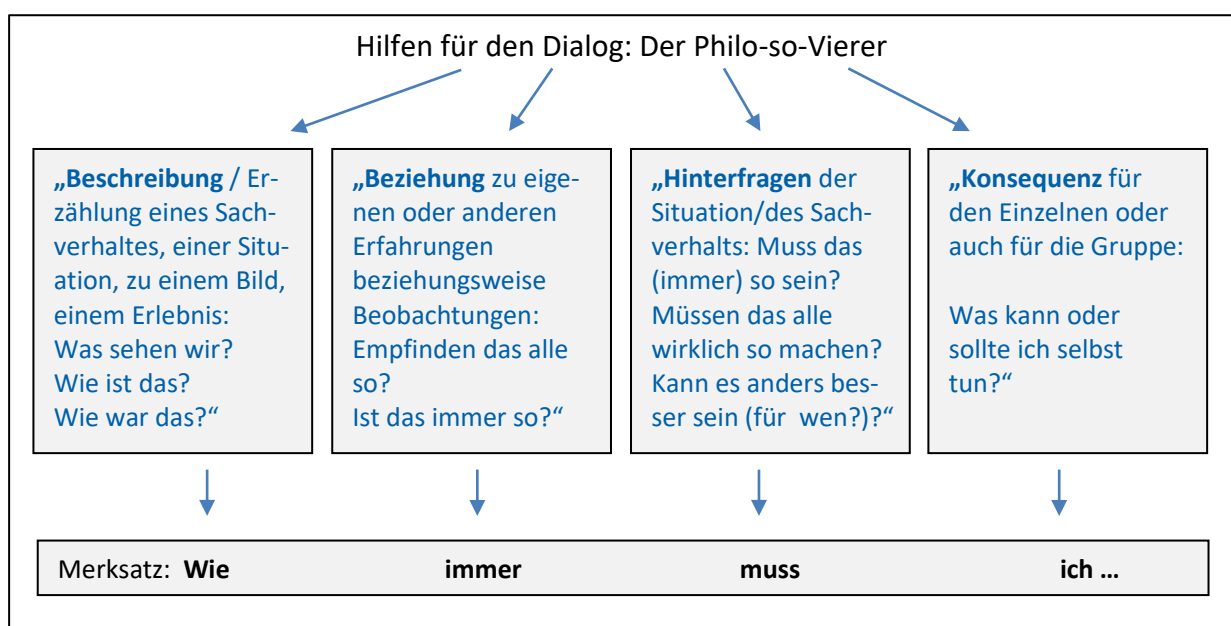 Hilfen für den Dialog: Der Philo-so-Vierer
„Beschreibung / Er-
zählung eines Sach-
verhaltes, einer Situ-
ation, zu einem Bild,
einem Erlebnis:
Was sehen wir?
Wie ist das?
Wie war das?“
„Beziehung zu eige-
nen oder anderen
Erfahrungen
beziehungsweise
Beobachtungen:
Empfinden das alle
so?
Ist das immer so?“
„Hinterfragen der
Situation/des Sach-
verhalts: Muss das
(immer) so sein?
Müssen das alle
wirklich so machen?
Kann es anders bes-
ser sein (für wen?)?“
„Konsequenz für
den Einzelnen oder
auch für die Gruppe:
Was kann oder
sollte ich selbst
tun?“
Merksatz: Wie immer muss ich …